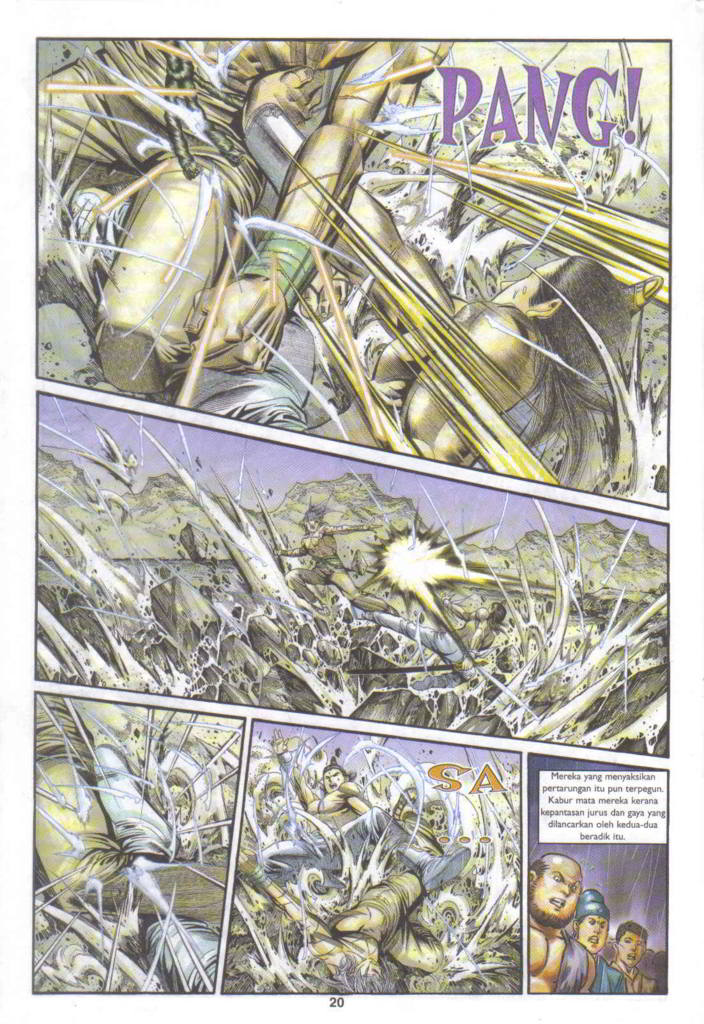 PANG!
SA
...
Mereka yang menyaksikan
pertarungan itu pun terpegun.
Kabur mata mereka kerana
kepantasan jurus dan gaya yang
dilancarkan oleh kedua-dua
beradik itu.
20